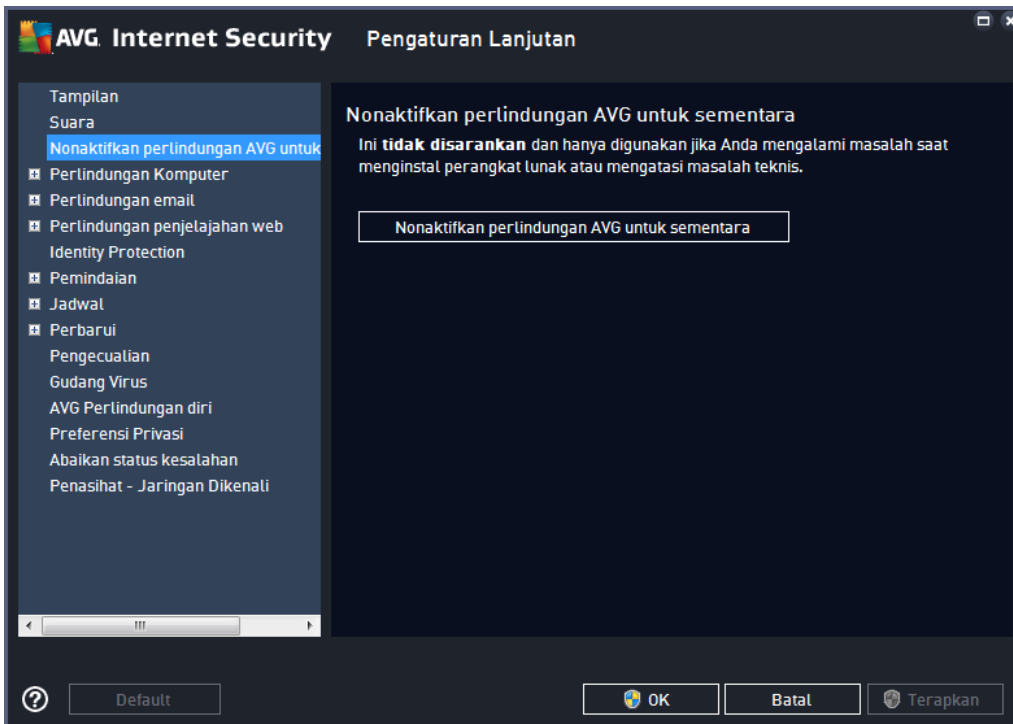 AVG. Internet Security Pengaturan Lanjutan
Tampilan
Suara
Nonaktifkan perlindungan AVG untuk
Perlindungan Komputer
Perlindungan email
Perlindungan penjelajahan web
Identity Protection
Pemindaian
Jadwal
Perbarui
Pengecualian
Gudang Virus
AVG Perlindungan diri
Preferensi Privasi
Abaikan status kesalahan
Penasihat - Jaringan Dikenali
Nonaktifkan perlindungan AVG untuk sementara
Ini tidak disarankan dan hanya digunakan jika Anda mengalami masalah saat
menginstal perangkat lunak atau mengatasi masalah teknis.
Nonaktifkan perlindungan AVG untuk sementara
? Default OK Batal Terapkan